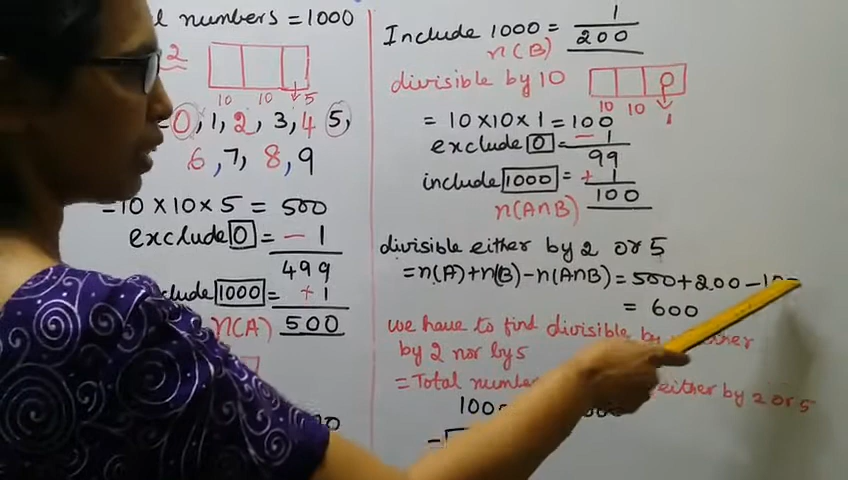 numbers = 1000
2
10 10 5
0, 1, 2, 3, 4 5,
6, 7, 8, 9
= 10 × 10 × 5 = 500
exclude 0 = - 1
499
1000 = + 1
n(A) 500
Include 1000 = 1
n(B) 200
divisible by 10 0
10 10 1
= 10 × 10 × 1 = 100
exclude 0 = - 1
99
include 1000 = + 1
100
n(A∩B)
divisible either by 2 or 5
= n(A) + n(B) - n(A∩B) = 500 + 200 -
= 600
we have to find divisible by
by 2 nor by 5
= Total either by 2 or 5
=